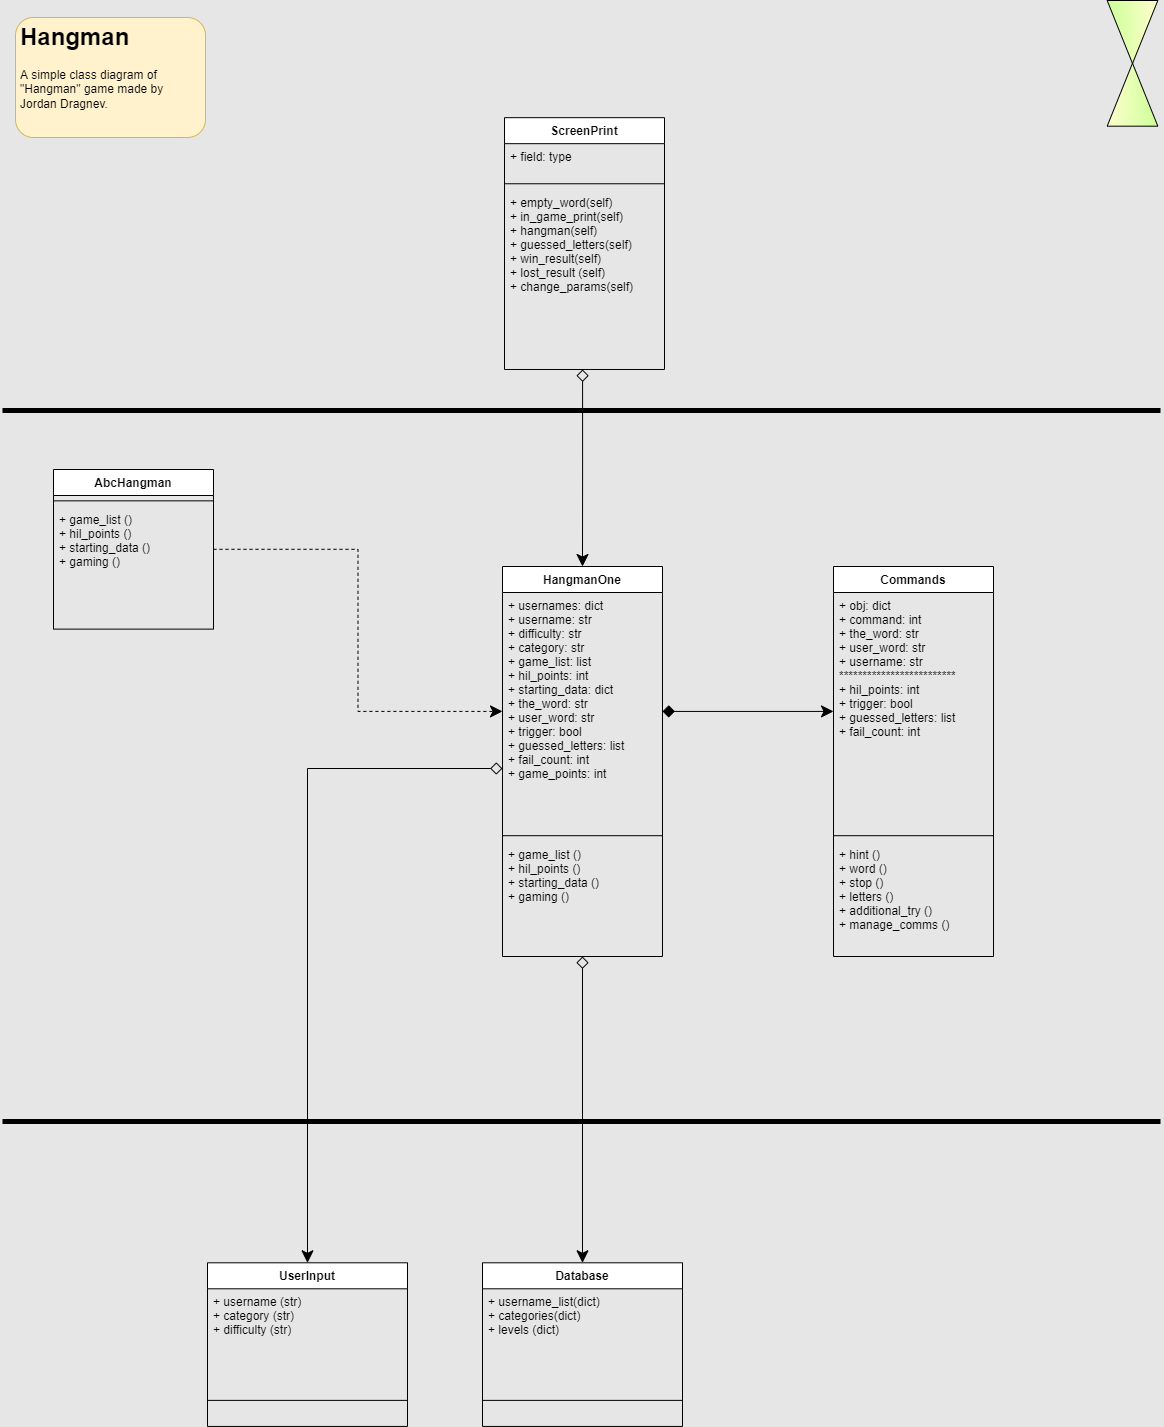 Hangman
A simple class diagram of
"Hangman" game made by
Jordan Dragnev.
ScreenPrint
+ field: type
+ empty_word(self)
+ in_game_print(self)
+ hangman(self)
+ guessed_letters(self)
+ win_result(self)
+ lost_result (self)
+ change_params(self)
AbcHangman
+ game_list ()
+ hil_points ()
+ starting_data ()
+ gaming ()
HangmanOne
+ usernames: dict
+ username: str
+ difficulty: str
+ category: str
+ game_list: list
+ hil_points: int
+ starting_data: dict
+ the_word: str
+ user_word: str
+ trigger: bool
+ guessed_letters: list
+ fail_count: int
+ game_points: int
+ game_list ()
+ hil_points ()
+ starting_data ()
+ gaming ()
Commands
+ obj: dict
+ command: int
+ the_word: str
+ user_word: str
+ username: str
*************************
+ hil_points: int
+ trigger: bool
+ guessed_letters: list
+ fail_count: int
+ hint ()
+ word ()
+ stop ()
+ letters ()
+ additional_try ()
+ manage_comms ()
UserInput
+ username (str)
+ category (str)
+ difficulty (str)
Database
+ username_list(dict)
+ categories(dict)
+ levels (dict)